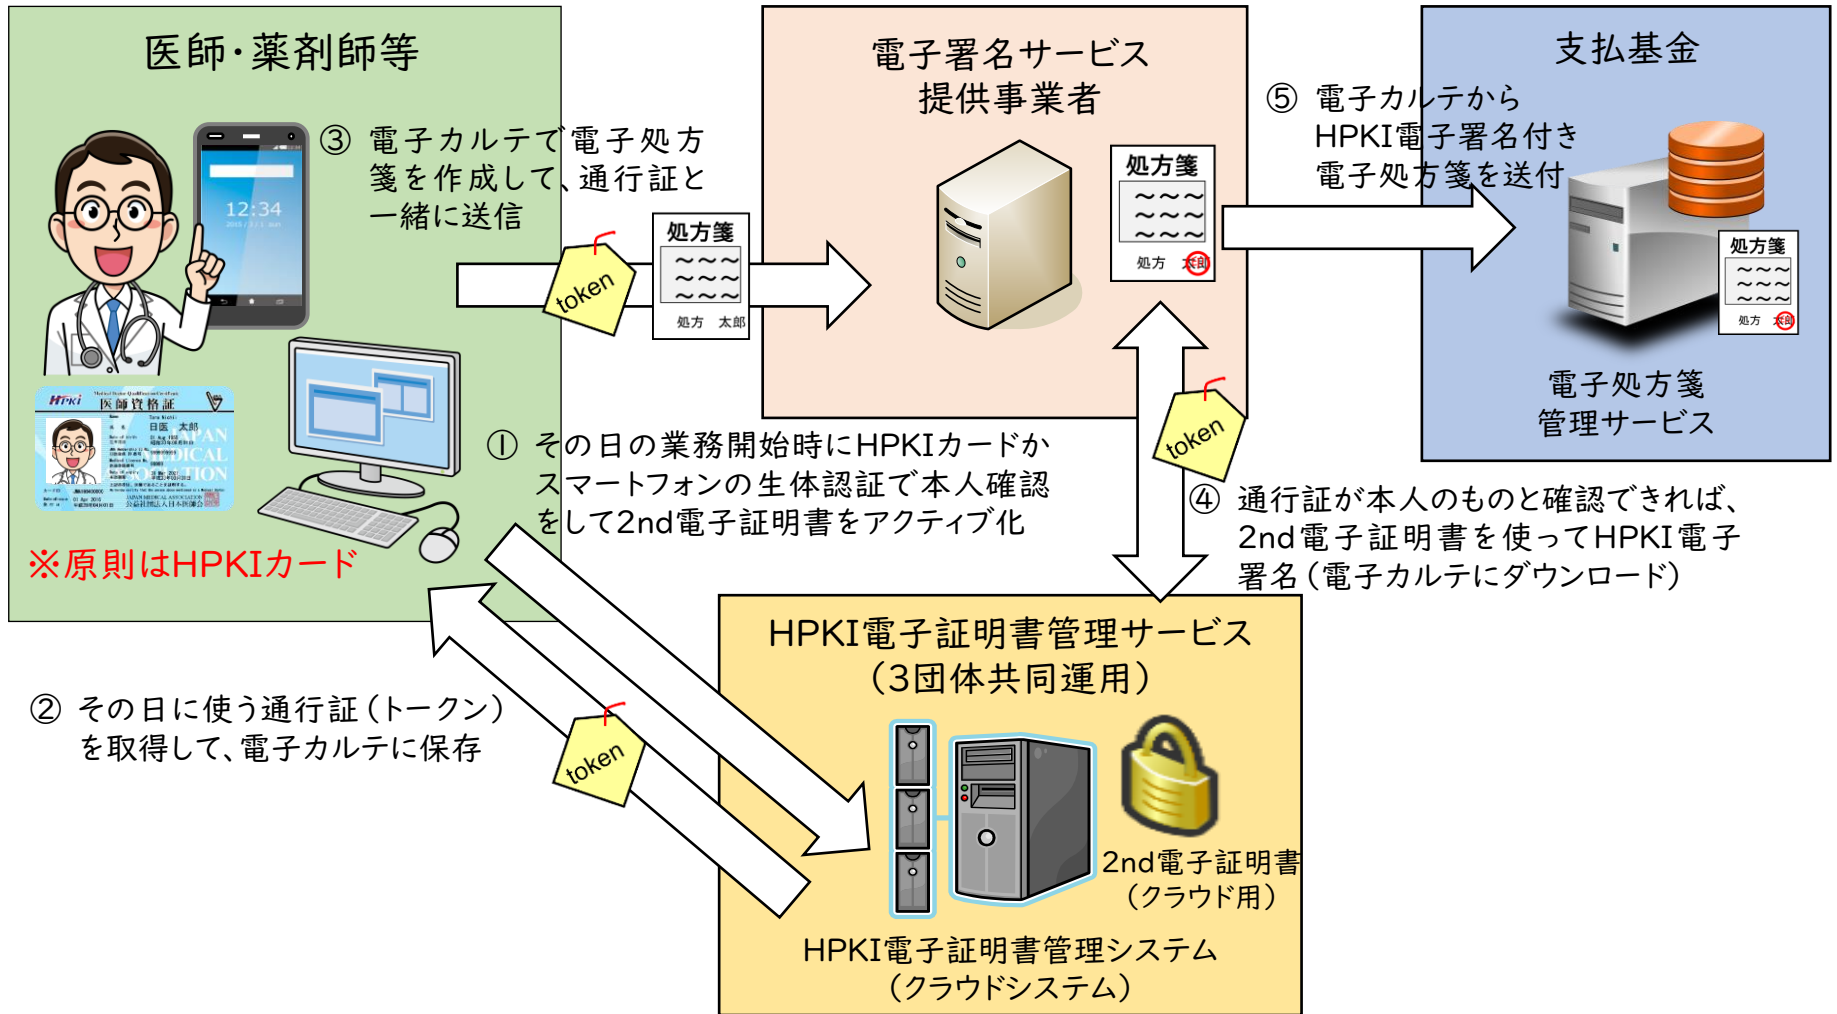 医師・薬剤師等
12:34
HPKI
医師資格証
日医 太郎
※原則はHPKIカード
① その日の業務開始時にHPKIカードか
スマートフォンの生体認証で本人確認
をして2nd電子証明書をアクティブ化
② その日に使う通行証(トークン)
を取得して、電子カルテに保存
token
③ 電子カルテで電子処方
箋を作成して、通行証と
一緒に送信
token
処方箋
~~~
~~~
~~~
処方 太郎
電子署名サービス
提供事業者
処方箋
~~~
~~~
~~~
処方 太郎
token
④ 通行証が本人のものと確認できれば、
2nd電子証明書を使ってHPKI電子
署名(電子カルテにダウンロード)
HPKI電子証明書管理サービス
(3団体共同運用)
2nd電子証明書
(クラウド用)
HPKI電子証明書管理システム
(クラウドシステム)
⑤ 電子カルテから
HPKI電子署名付き
電子処方箋を送付
支払基金
処方箋
~~~
~~~
~~~
処方 太郎
電子処方箋
管理サービス